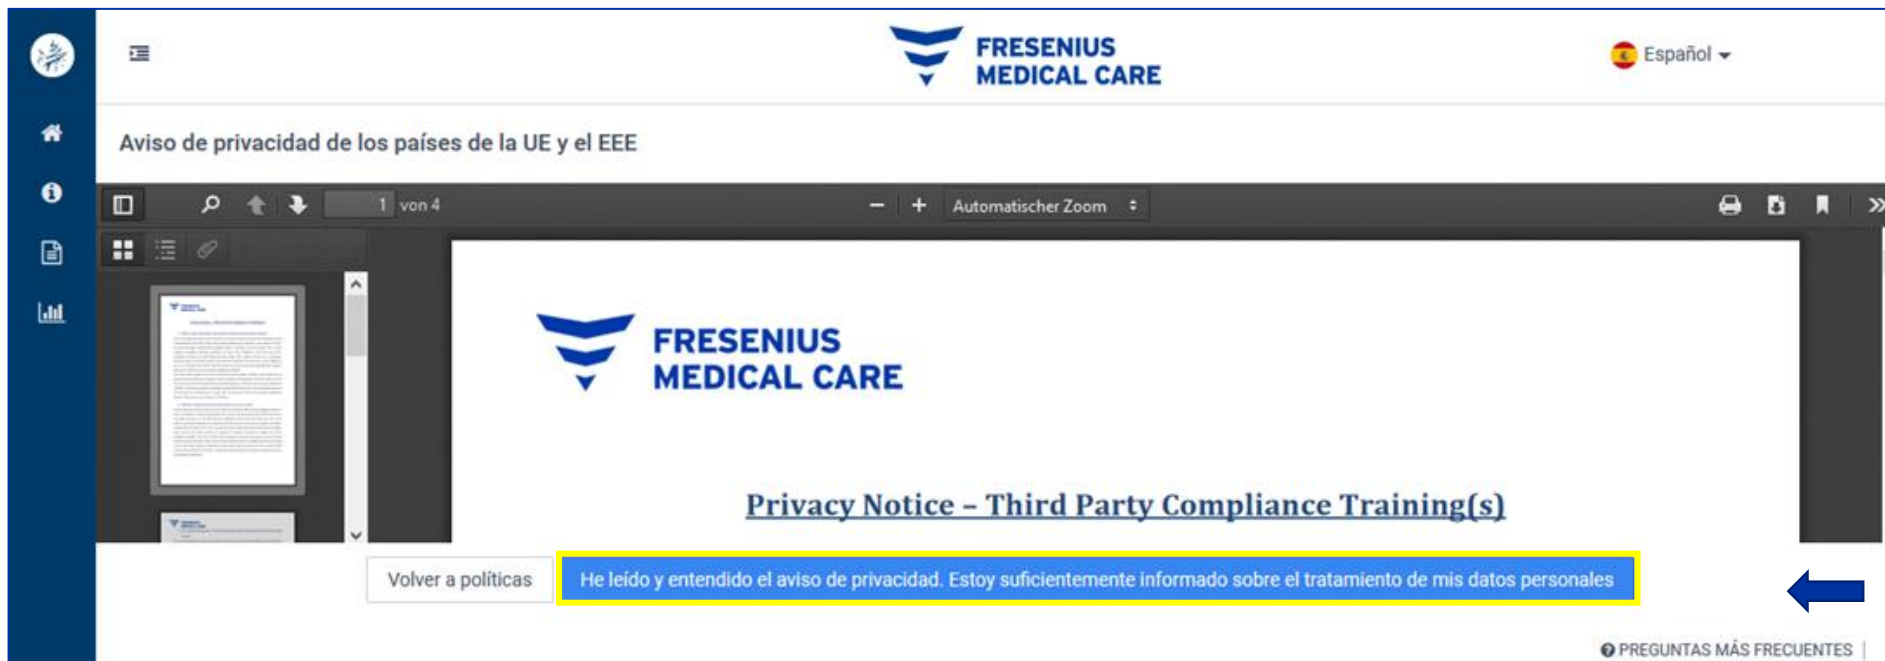 FRESENIUS
MEDICAL CARE
Español
Aviso de privacidad de los países de la UE y el EEE
1 von 4
Automatischer Zoom
FRESENIUS
MEDICAL CARE
Privacy Notice – Third Party Compliance Training(s)
Volver a políticas
He leído y entendido el aviso de privacidad. Estoy suficientemente informado sobre el tratamiento de mis datos personales
PREGUNTAS MÁS FRECUENTES |